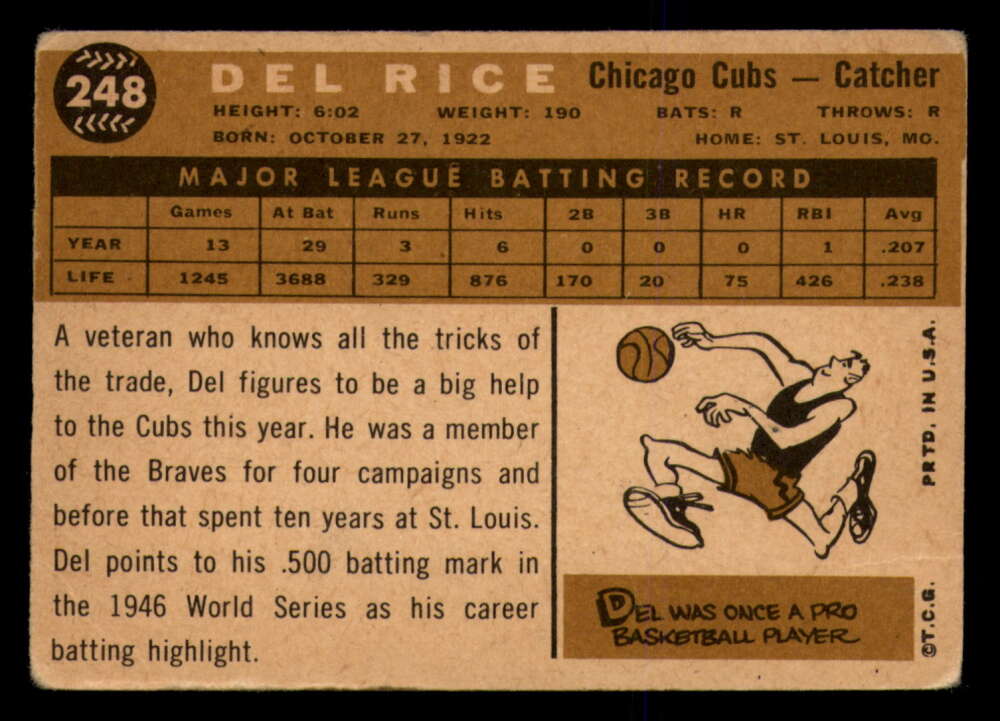 248
DEL RICE Chicago Cubs — Catcher
HEIGHT: 6:02 WEIGHT: 190 BATS: R THROWS: R
BORN: OCTOBER 27, 1922 HOME: ST. LOUIS, MO.
MAJOR LEAGUE BATTING RECORD
Games At Bat Runs Hits 2B 3B HR RBI Avg
YEAR 13 29 3 6 0 0 0 1 .207
LIFE 1245 3688 329 876 170 20 75 426 .238
A veteran who knows all the tricks of
the trade, Del figures to be a big help
to the Cubs this year. He was a member
of the Braves for four campaigns and
before that spent ten years at St. Louis.
Del points to his .500 batting mark in
the 1946 World Series as his career
batting highlight.
DEL WAS ONCE A PRO
BASKETBALL PLAYER
©T.C.G. PRTD. IN U.S.A.